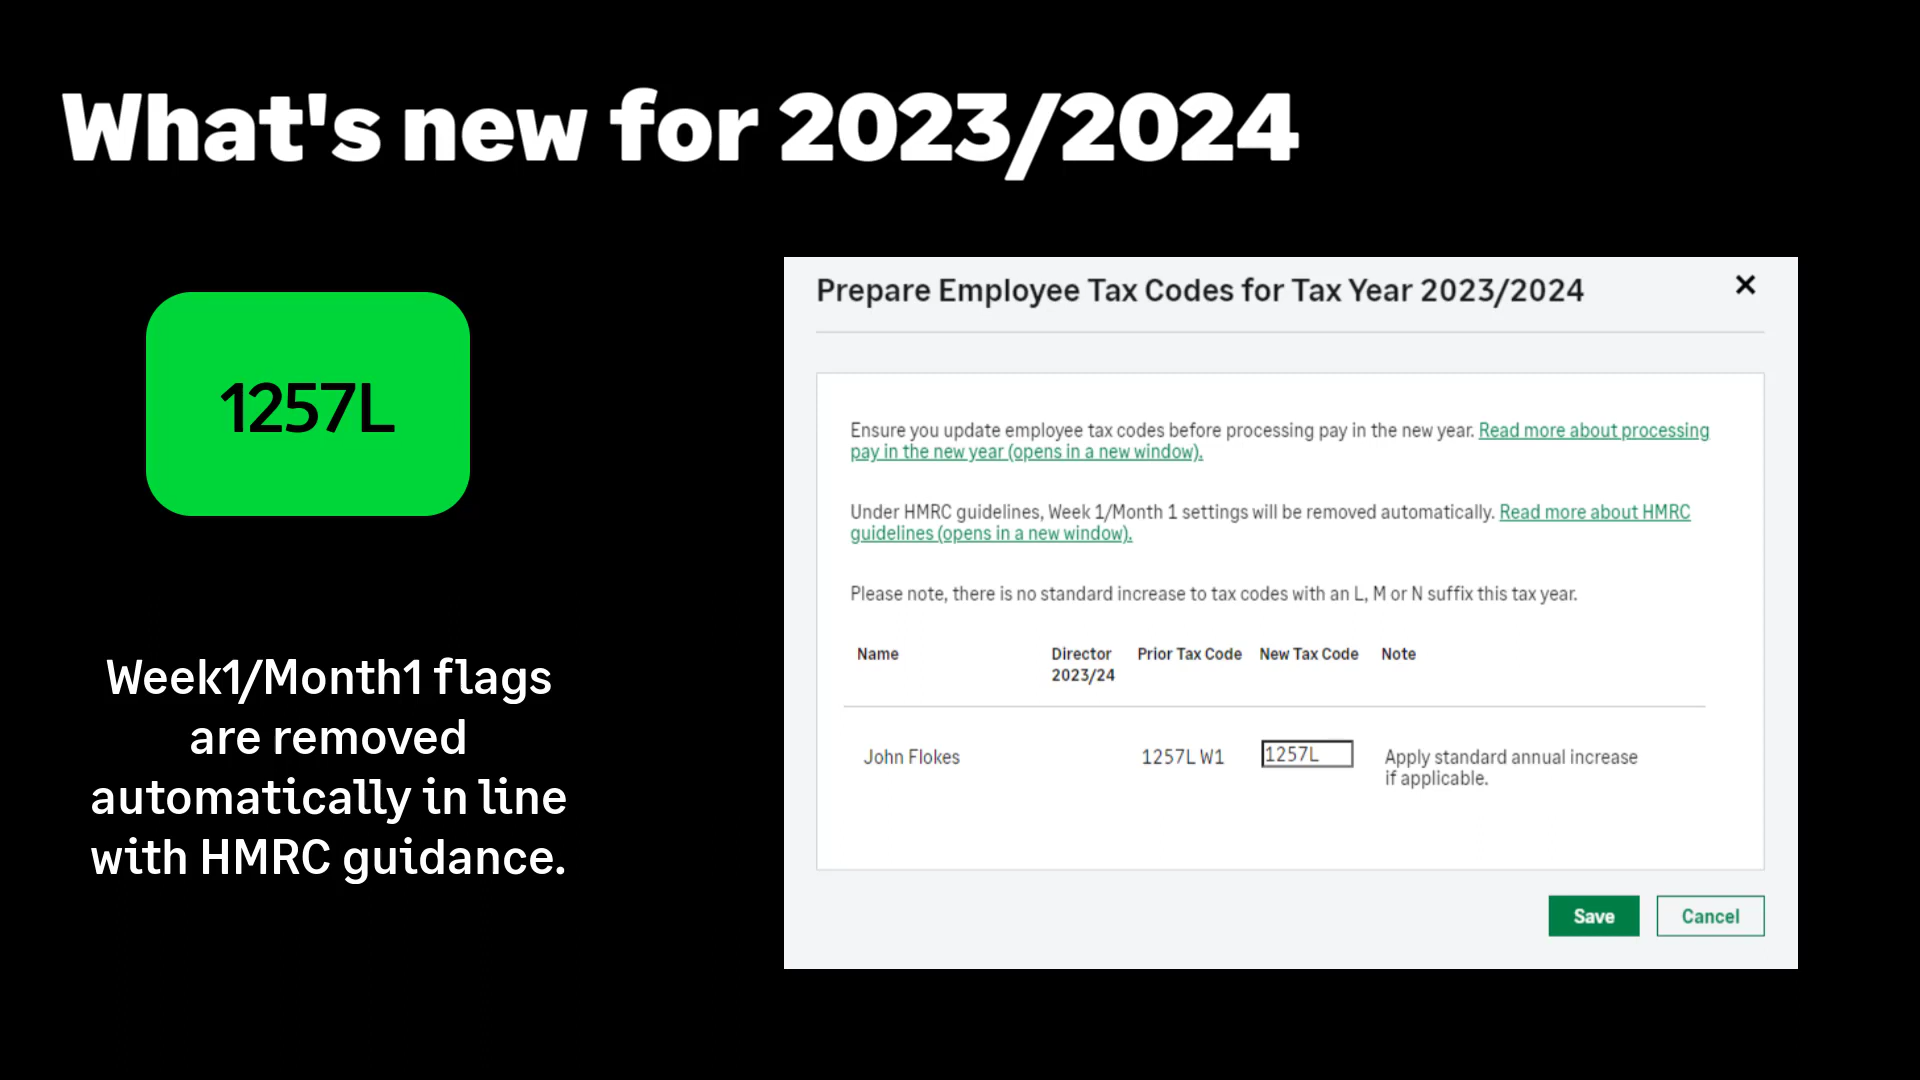 What's new for 2023/2024
1257L
Week1/Month1 flags
are removed
automatically in line
with HMRC guidance.
Prepare Employee Tax Codes for Tax Year 2023/2024
Ensure you update employee tax codes before processing pay in the new year. Read more about processing
pay in the new year (opens in a new window).
Under HMRC guidelines, Week 1/Month 1 settings will be removed automatically. Read more about HMRC
guidelines (opens in a new window).
Please note, there is no standard increase to tax codes with an L, M or N suffix this tax year.
Name Director Prior Tax Code New Tax Code Note
2023/24
John Flokes 1257L W1 1257L Apply standard annual increase
if applicable.
Save Cancel